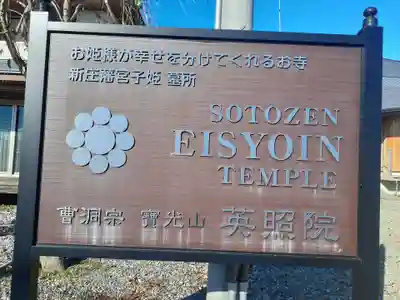 お姫様が幸せを分けてくれるお寺
新庄藩宮子姫 墓所
SOTOZEN
EISYOIN
TEMPLE
曹洞宗 寶光山 英照院